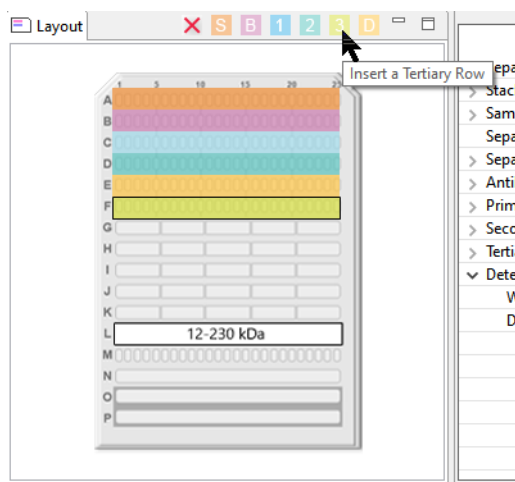 Layout
S B 1 2 3 D
Insert a Tertiary Row
1 5 10 15 20 25
A
B
C
D
E
F
G
H
I
J
K
L 12-230 kDa
M
N
O
P
Stac
Sam
Sepa
Sepa
Anti
Prim
Seco
Terti
Dete
W
D